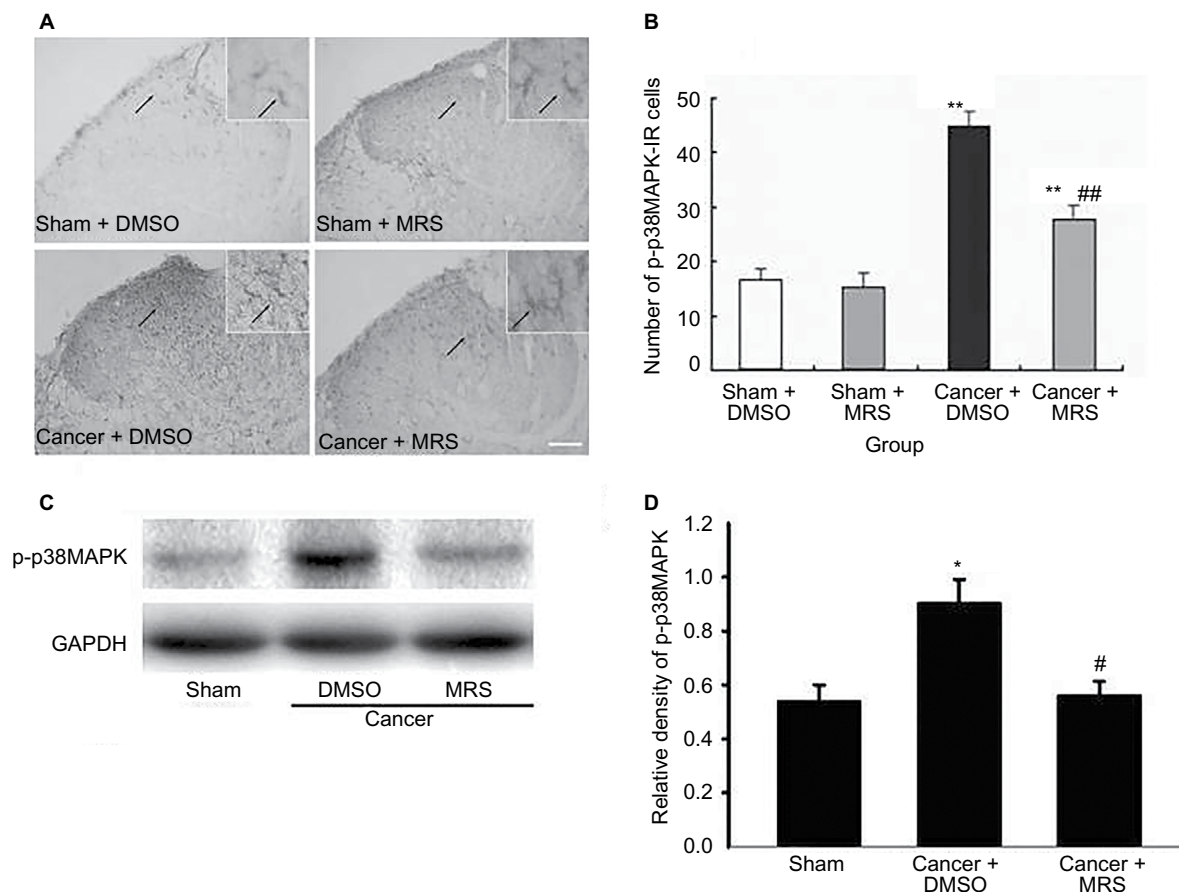 A
Sham + DMSO
Sham + MRS
Cancer + DMSO
Cancer + MRS
B
Number of p-p38MAPK-IR cells
50
40
30
20
10
0
**
** ##
Sham +
DMSO
Sham +
MRS
Cancer +
DMSO
Cancer +
MRS
Group
C
p-p38MAPK
GAPDH
Sham
DMSO
MRS
Cancer
D
Relative density of p-p38MAPK
1.2
1.0
0.8
0.6
0.4
0.2
0.0
*
#
Sham
Cancer +
DMSO
Cancer +
MRS